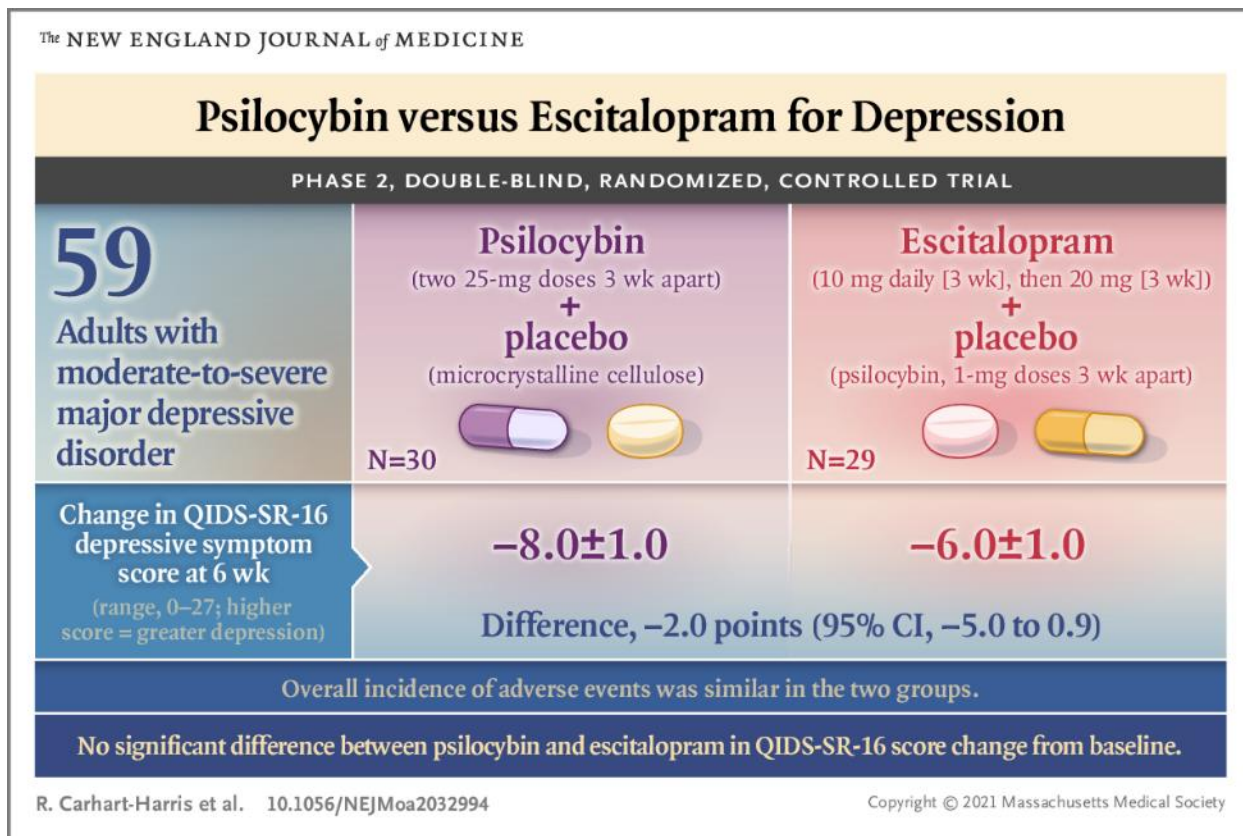 The NEW ENGLAND JOURNAL of MEDICINE
Psilocybin versus Escitalopram for Depression
PHASE 2, DOUBLE-BLIND, RANDOMIZED, CONTROLLED TRIAL
59
Adults with
moderate-to-severe
major depressive
disorder
Psilocybin
(two 25-mg doses 3 wk apart)
+
placebo
(microcrystalline cellulose)
N=30
Escitalopram
(10 mg daily [3 wk], then 20 mg [3 wk])
+
placebo
(psilocybin, 1-mg doses 3 wk apart)
N=29
Change in QIDS-SR-16
depressive symptom
score at 6 wk
(range, 0–27; higher
score = greater depression)
–8.0±1.0
–6.0±1.0
Difference, –2.0 points (95% CI, –5.0 to 0.9)
Overall incidence of adverse events was similar in the two groups.
No significant difference between psilocybin and escitalopram in QIDS-SR-16 score change from baseline.
R. Carhart-Harris et al. 10.1056/NEJMoa2032994
Copyright © 2021 Massachusetts Medical Society